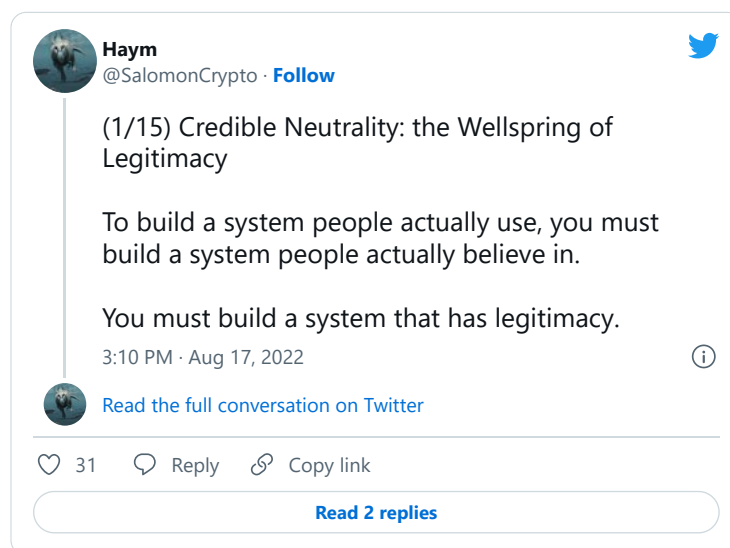 Haym
@SalomonCrypto · Follow
(1/15) Credible Neutrality: the Wellspring of
Legitimacy
To build a system people actually use, you must
build a system people actually believe in.
You must build a system that has legitimacy.
3:10 PM · Aug 17, 2022
Read the full conversation on Twitter
31 Reply Copy link
Read 2 replies